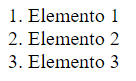 1. Elemento 1
2. Elemento 2
3. Elemento 3